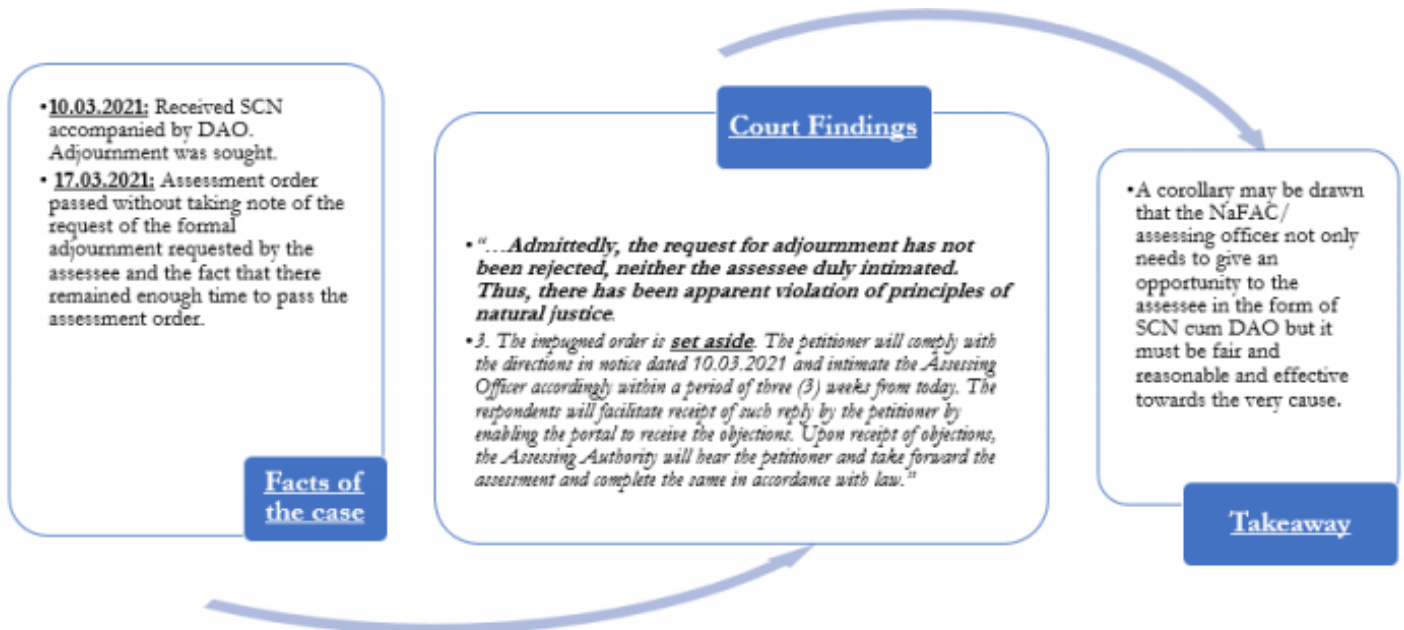 •10.03.2021: Received SCN
accompanied by DAO.
Adjournment was sought.
• 17.03.2021: Assessment order
passed without taking note of the
request of the formal
adjournment requested by the
assessee and the fact that there
remained enough time to pass the
assessment order.
Facts of
the case
Court Findings
•“…Admittedly, the request for adjournment has not
been rejected, neither the assessee duly intimated.
Thus, there has been apparent violation of principles of
natural justice.
•3. The impugned order is set aside. The petitioner will comply with
the directions in notice dated 10.03.2021 and intimate the Assessing
Officer accordingly within a period of three (3) weeks from today. The
respondents will facilitate receipt of such reply by the petitioner by
enabling the portal to receive the objections. Upon receipt of objections,
the Assessing Authority will hear the petitioner and take forward the
assessment and complete the same in accordance with law.”
•A corollary may be drawn
that the NaFAC/
assessing officer not only
needs to give an
opportunity to the
assessee in the form of
SCN cum DAO but it
must be fair and
reasonable and effective
towards the very cause.
Takeaway